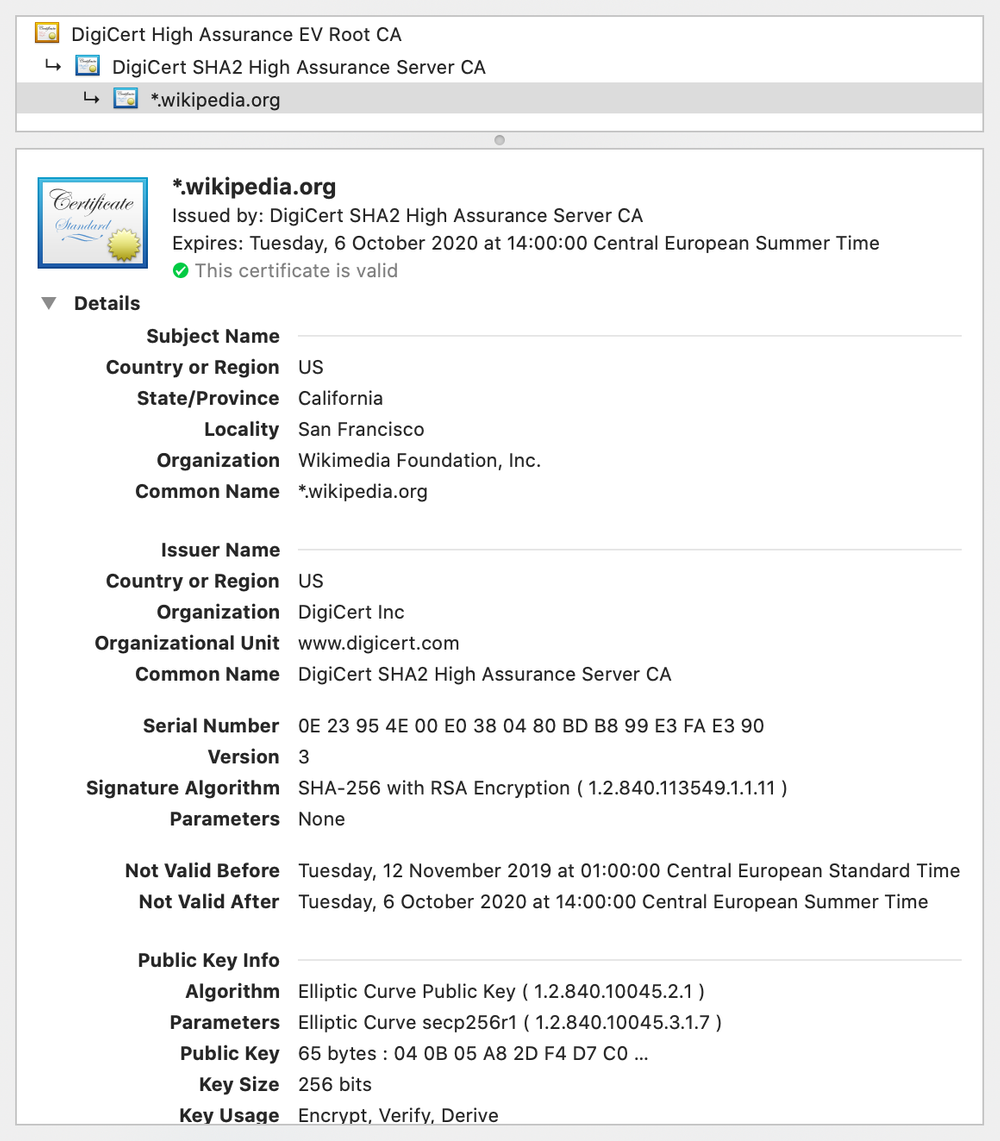 DigiCert High Assurance EV Root CA
DigiCert SHA2 High Assurance Server CA
*.wikipedia.org
Certificate
Standard
*.wikipedia.org
Issued by: DigiCert SHA2 High Assurance Server CA
Expires: Tuesday, 6 October 2020 at 14:00:00 Central European Summer Time
This certificate is valid
Details
Subject Name
Country or Region US
State/Province California
Locality San Francisco
Organization Wikimedia Foundation, Inc.
Common Name *.wikipedia.org
Issuer Name
Country or Region US
Organization DigiCert Inc
Organizational Unit www.digicert.com
Common Name DigiCert SHA2 High Assurance Server CA
Serial Number 0E 23 95 4E 00 E0 38 04 80 BD B8 99 E3 FA E3 90
Version 3
Signature Algorithm SHA-256 with RSA Encryption ( 1.2.840.113549.1.1.11 )
Parameters None
Not Valid Before Tuesday, 12 November 2019 at 01:00:00 Central European Standard Time
Not Valid After Tuesday, 6 October 2020 at 14:00:00 Central European Summer Time
Public Key Info
Algorithm Elliptic Curve Public Key ( 1.2.840.10045.2.1 )
Parameters Elliptic Curve secp256r1 ( 1.2.840.10045.3.1.7 )
Public Key 65 bytes : 04 0B 05 A8 2D F4 D7 C0 ...
Key Size 256 bits
Key Usage Encrypt, Verify, Derive